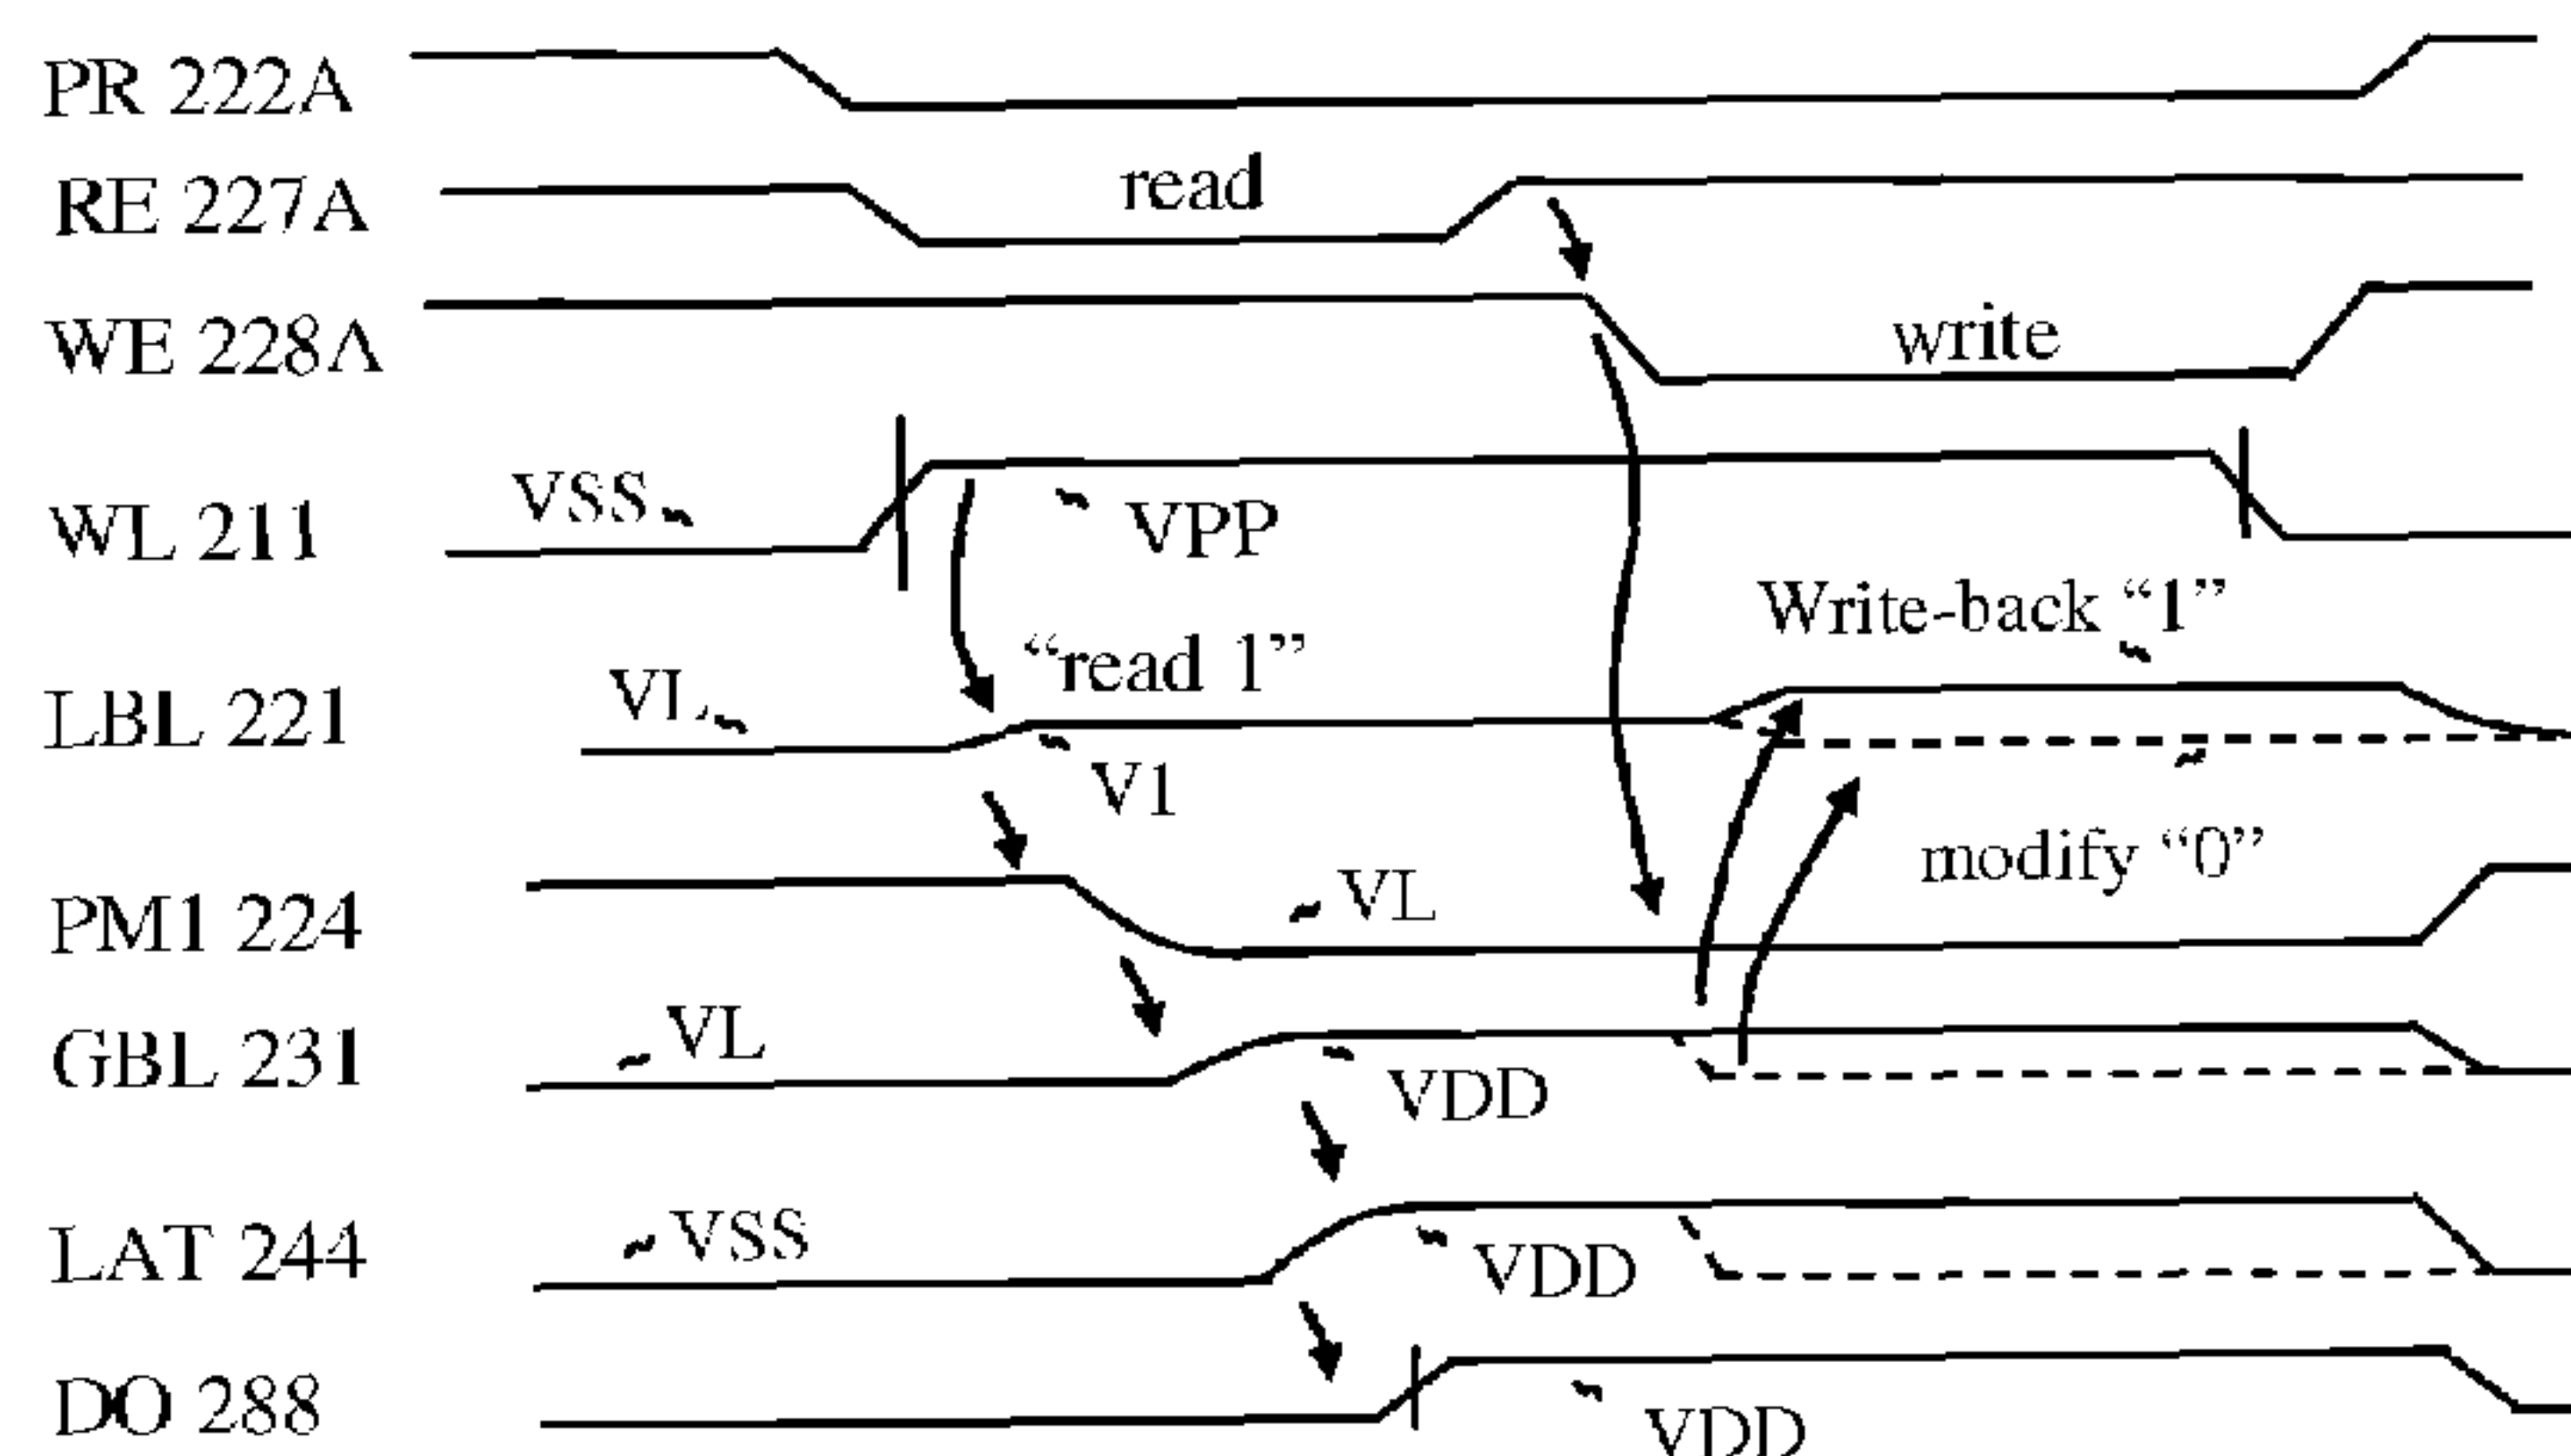 PR 222A
RE 227A read
WE 228A write
WL 211 VSS VPP
Write-back “1”
LBL 221 VL “read 1” V1
modify “0”
PM1 224 VL
GBL 231 VL VDD
LAT 244 VSS VDD
DO 288 VDD